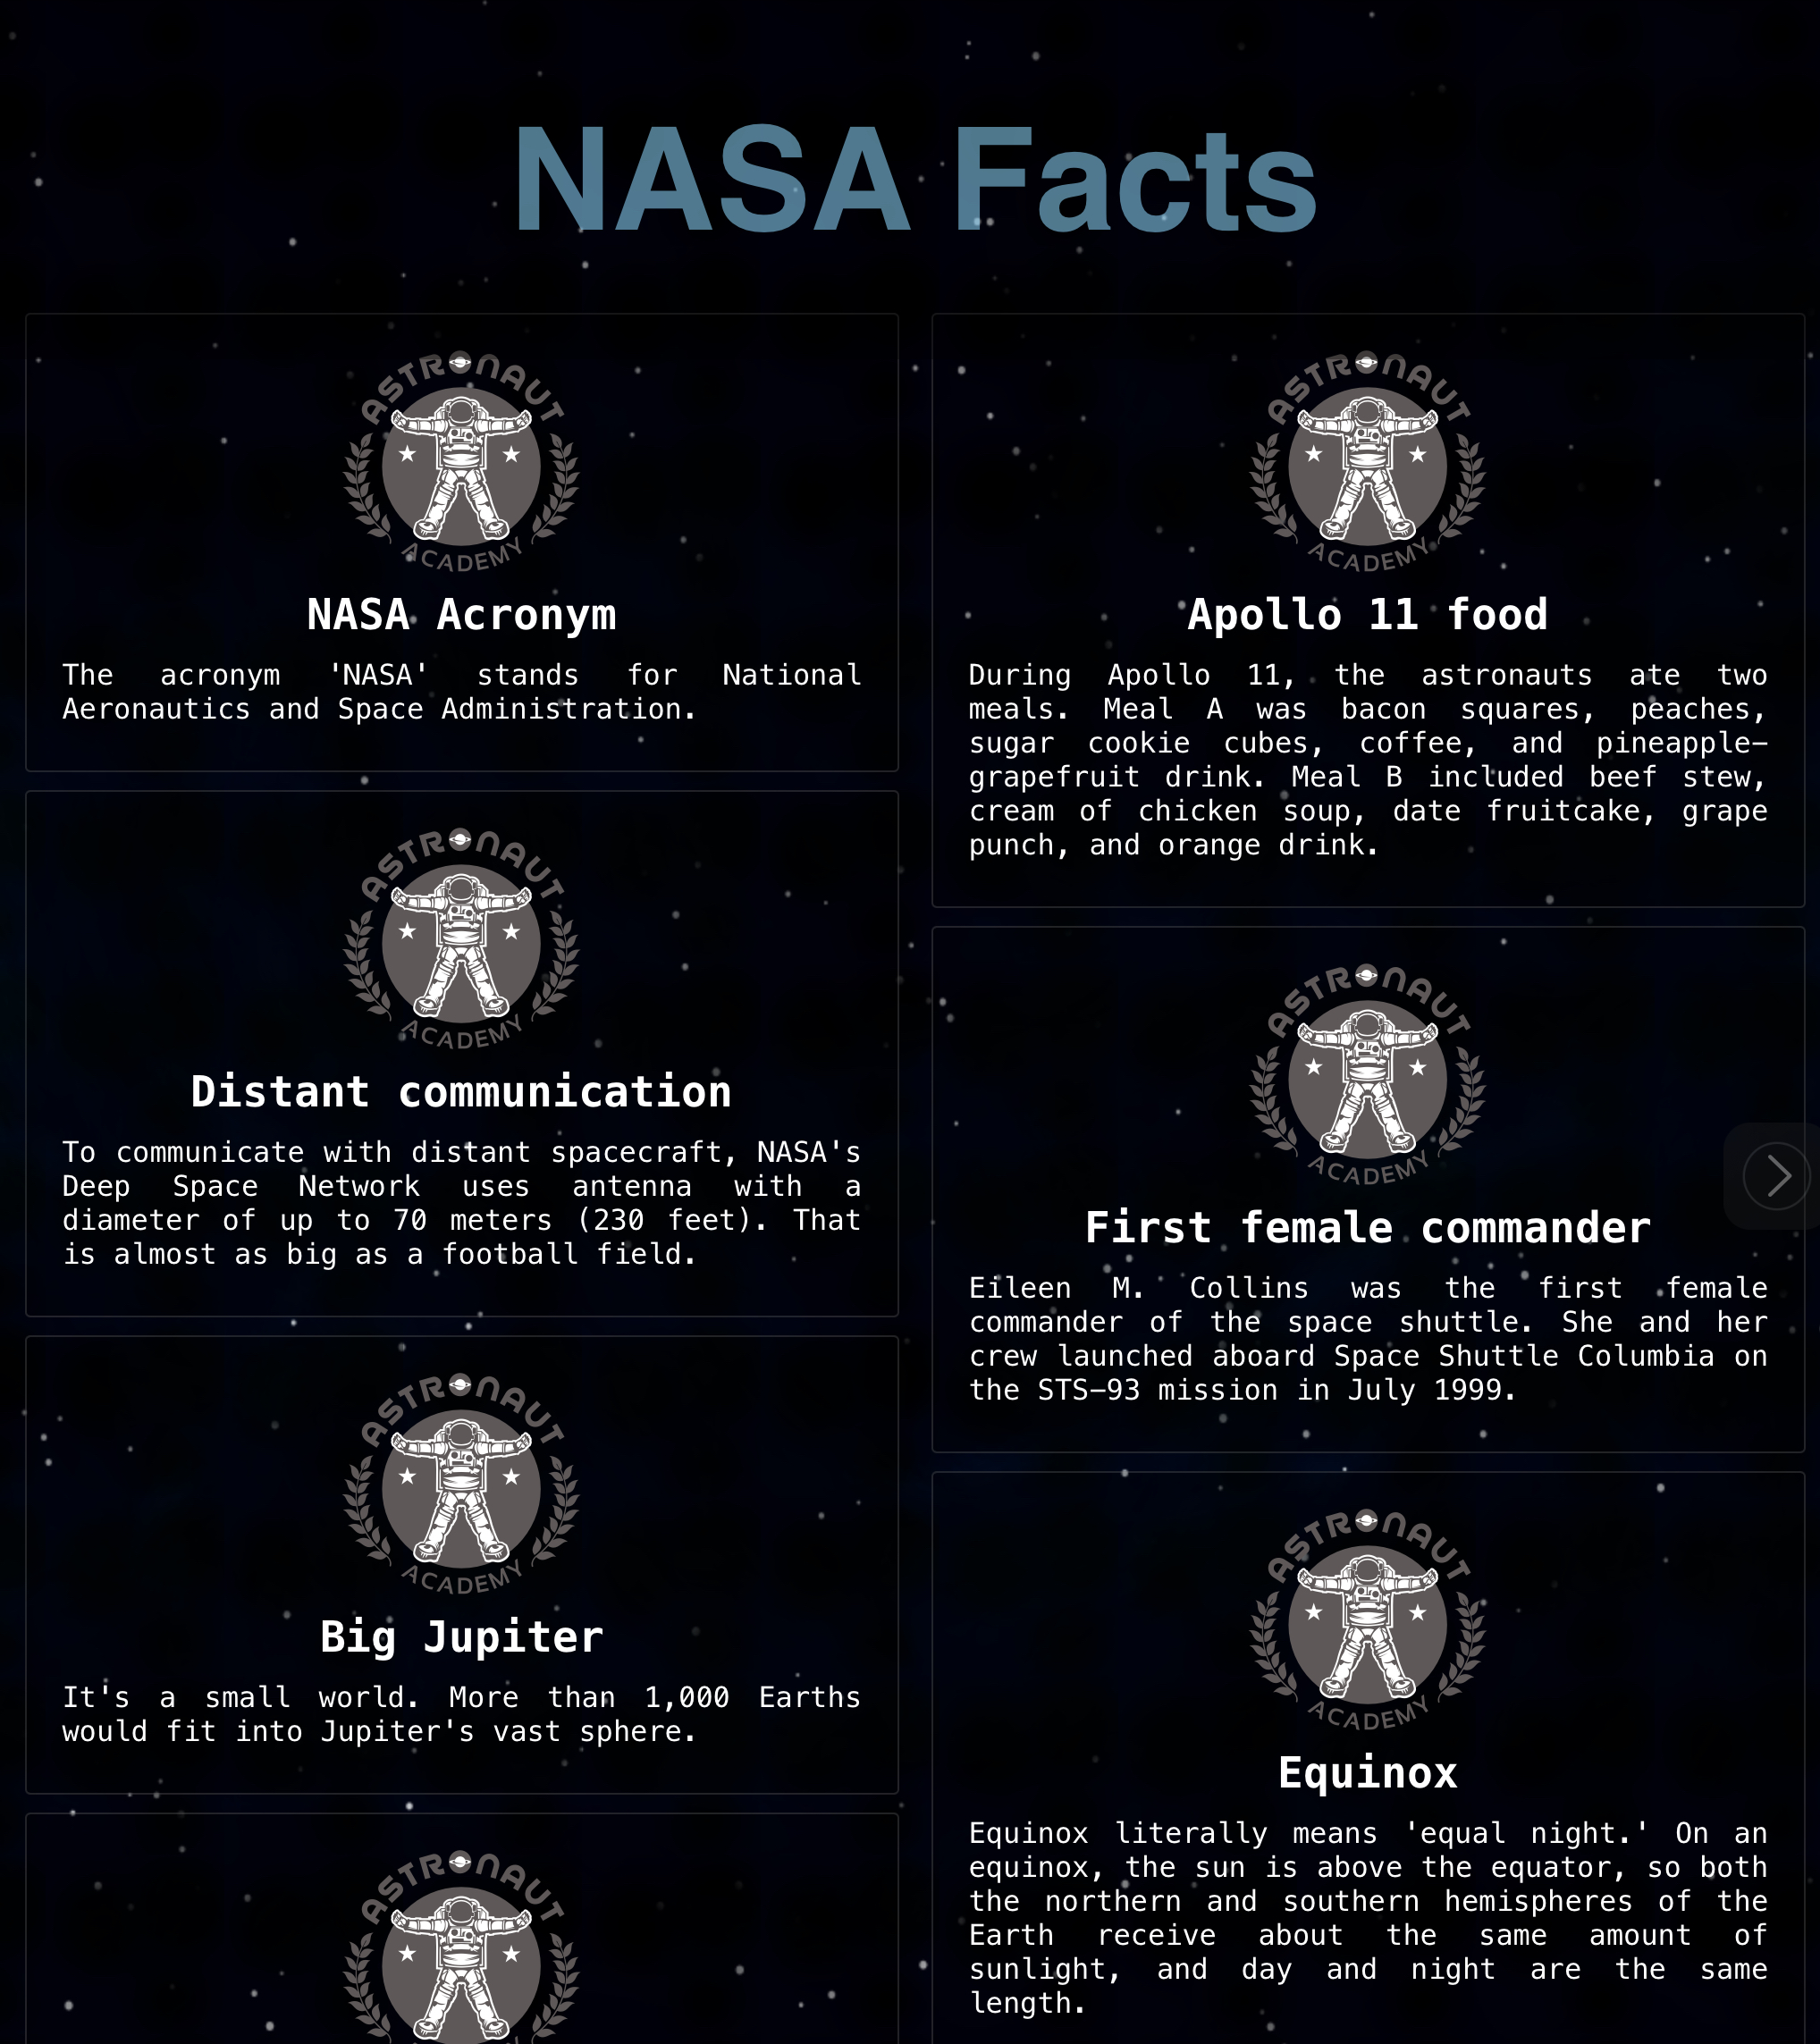 NASA Facts
ASTRONAUT
ACADEMY
NASA Acronym
The acronym 'NASA' stands for National
Aeronautics and Space Administration.
ASTRONAUT
ACADEMY
Distant communication
To communicate with distant spacecraft, NASA's
Deep Space Network uses antenna with a
diameter of up to 70 meters (230 feet). That
is almost as big as a football field.
ASTRONAUT
ACADEMY
Big Jupiter
It's a small world. More than 1,000 Earths
would fit into Jupiter's vast sphere.
ASTRONAUT
ASTRONAUT
ACADEMY
Apollo 11 food
During Apollo 11, the astronauts ate two
meals. Meal A was bacon squares, peaches,
sugar cookie cubes, coffee, and pineapple-
grapefruit drink. Meal B included beef stew,
cream of chicken soup, date fruitcake, grape
punch, and orange drink.
ASTRONAUT
ACADEMY
First female commander
Eileen M. Collins was the first female
commander of the space shuttle. She and her
crew launched aboard Space Shuttle Columbia on
the STS-93 mission in July 1999.
ASTRONAUT
ACADEMY
Equinox
Equinox literally means 'equal night.' On an
equinox, the sun is above the equator, so both
the northern and southern hemispheres of the
Earth receive about the same amount of
sunlight, and day and night are the same
length.